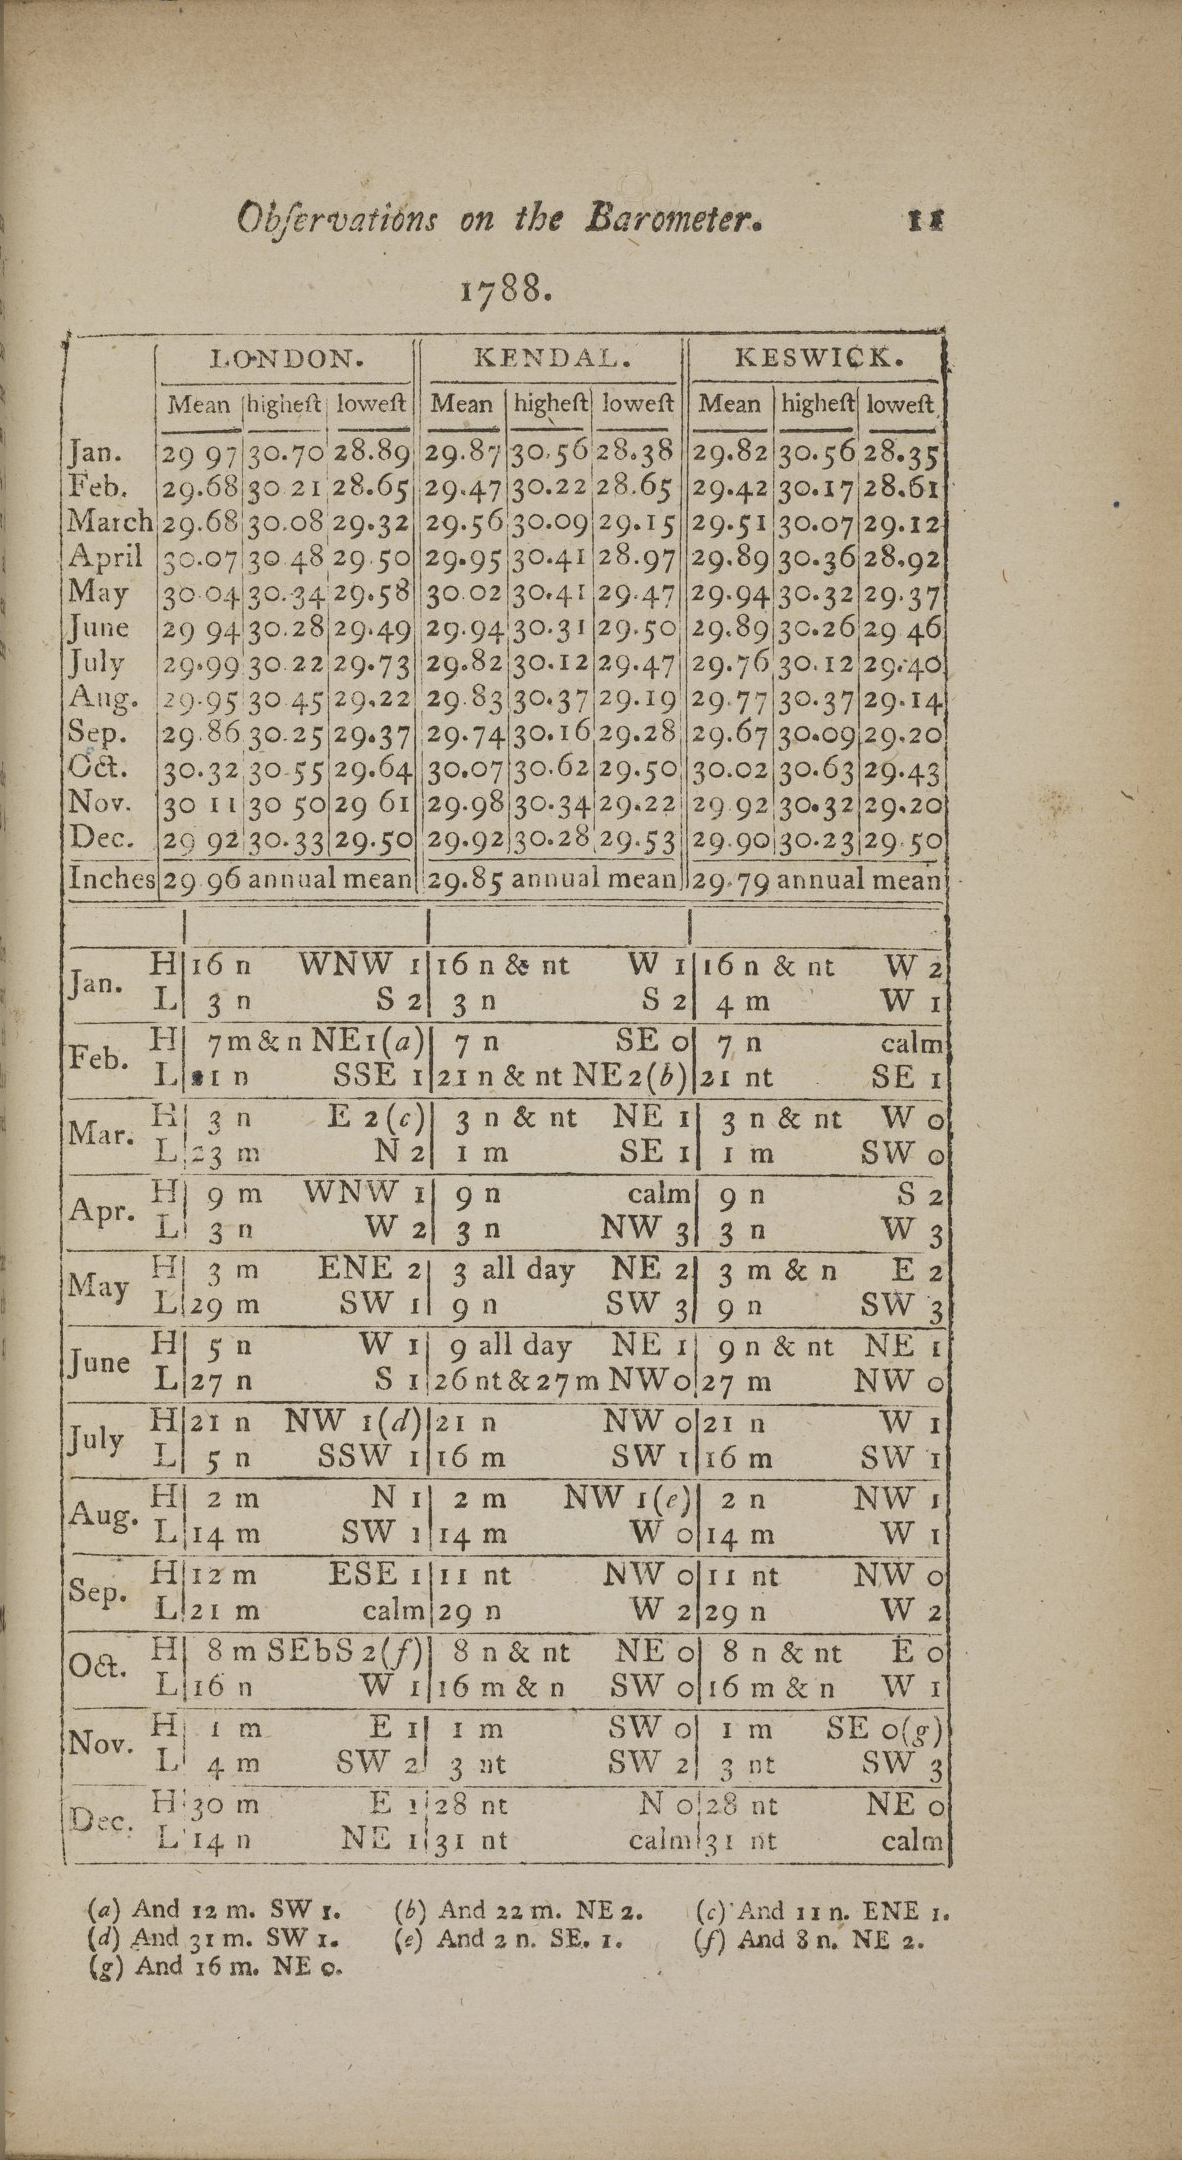 Obſervations on the Barometer. 11
1788.
LONDON. KENDAL. KESWICK.
Mean higheſt loweſt Mean higheſt loweſt Mean higheſt loweſt
Jan. 29 97 30.70 28.89 29.87 30.56 28.38 29.82 30.56 28.35
Feb. 29.68 30 21 28.65 29.47 30.22 28.65 29.42 30.17 28.61
March 29.68 30.08 29.32 29.56 30.09 29.15 29.51 30.07 29.12
April 30.07 30 48 29 50 29.95 30.41 28.97 29.89 30.36 28.92
May 30 04 30.34 29.58 30.02 30.41 29.47 29.94 30.32 29.37
June 29 94 30.28 29.49 29.94 30.31 29.50 29.89 30.26 29 46
July 29.99 30 22 29.73 29.82 30.12 29.47 29.76 30.12 29.40
Aug. 29.95 30 45 29.22 29.83 30.37 29.19 29.77 30.37 29.14
Sep. 29.86 30.25 29.37 29.74 30.16 29.28 29.67 30.09 29.20
Oct. 30.32 30 55 29.64 30.07 30.62 29.50 30.02 30.63 29.43
Nov. 30 11 30 50 29 61 29.98 30.34 29.22 29 92 30.32 29.20
Dec. 29 92 30.33 29.50 29.92 30.28 29.53 29.90 30.23 29 50
Inches 29 96 annual mean 29.85 annual mean 29.79 annual mean
Jan. H 16 n WNW 1 16 n & nt W 1 16 n & nt W 2
L 3 n S 2 3 n S 2 4 m W 1
Feb. H 7 m & n NE 1 (a) 7 n SE 0 7 n calm
L 21 n SSE 1 21 n & nt NE 2 (b) 21 nt SE 1
Mar. H 3 n E 2 (c) 3 n & nt NE 1 3 n & nt W 0
L 23 m N 2 1 m SE 1 1 m SW 0
Apr. H 9 m WNW 1 9 n calm 9 n S 2
L 3 n W 2 3 n NW 3 3 n W 3
May H 3 m ENE 2 3 all day NE 2 3 m & n E 2
L 29 m SW 1 9 n SW 3 9 n SW 3
June H 5 n W 1 9 all day NE 1 9 n & nt NE 1
L 27 n S 1 26 nt & 27 m NW 0 27 m NW 0
July H 21 n NW 1 (d) 21 n NW 0 21 n W 1
L 5 n SSW 1 16 m SW 1 16 m SW 1
Aug. H 2 m N 1 2 m NW 1 (e) 2 n NW 1
L 14 m SW 1 14 m W 0 14 m W 1
Sep. H 12 m ESE 1 11 nt NW 0 11 nt NW 0
L 21 m calm 29 n W 2 29 n W 2
Oct. H 8 m SEbS 2 (f) 8 n & nt NE 0 8 n & nt E 0
L 16 n W 1 16 m & n SW 0 16 m & n W 1
Nov. H 1 m E 1 1 m SW 0 1 m SE 0 (g)
L 4 m SW 2 3 nt SW 2 3 nt SW 3
Dec. H 30 m E 1 28 nt N 0 28 nt NE 0
L 14 n NE 1 31 nt calm 31 nt calm
(a) And 12 m. SW 1. (b) And 22 m. NE 2. (c) And 11 n. ENE 1.
(d) And 31 m. SW 1. (e) And 2 n. SE. 1. (f) And 8 n. NE 2.
(g) And 16 m. NE 0.